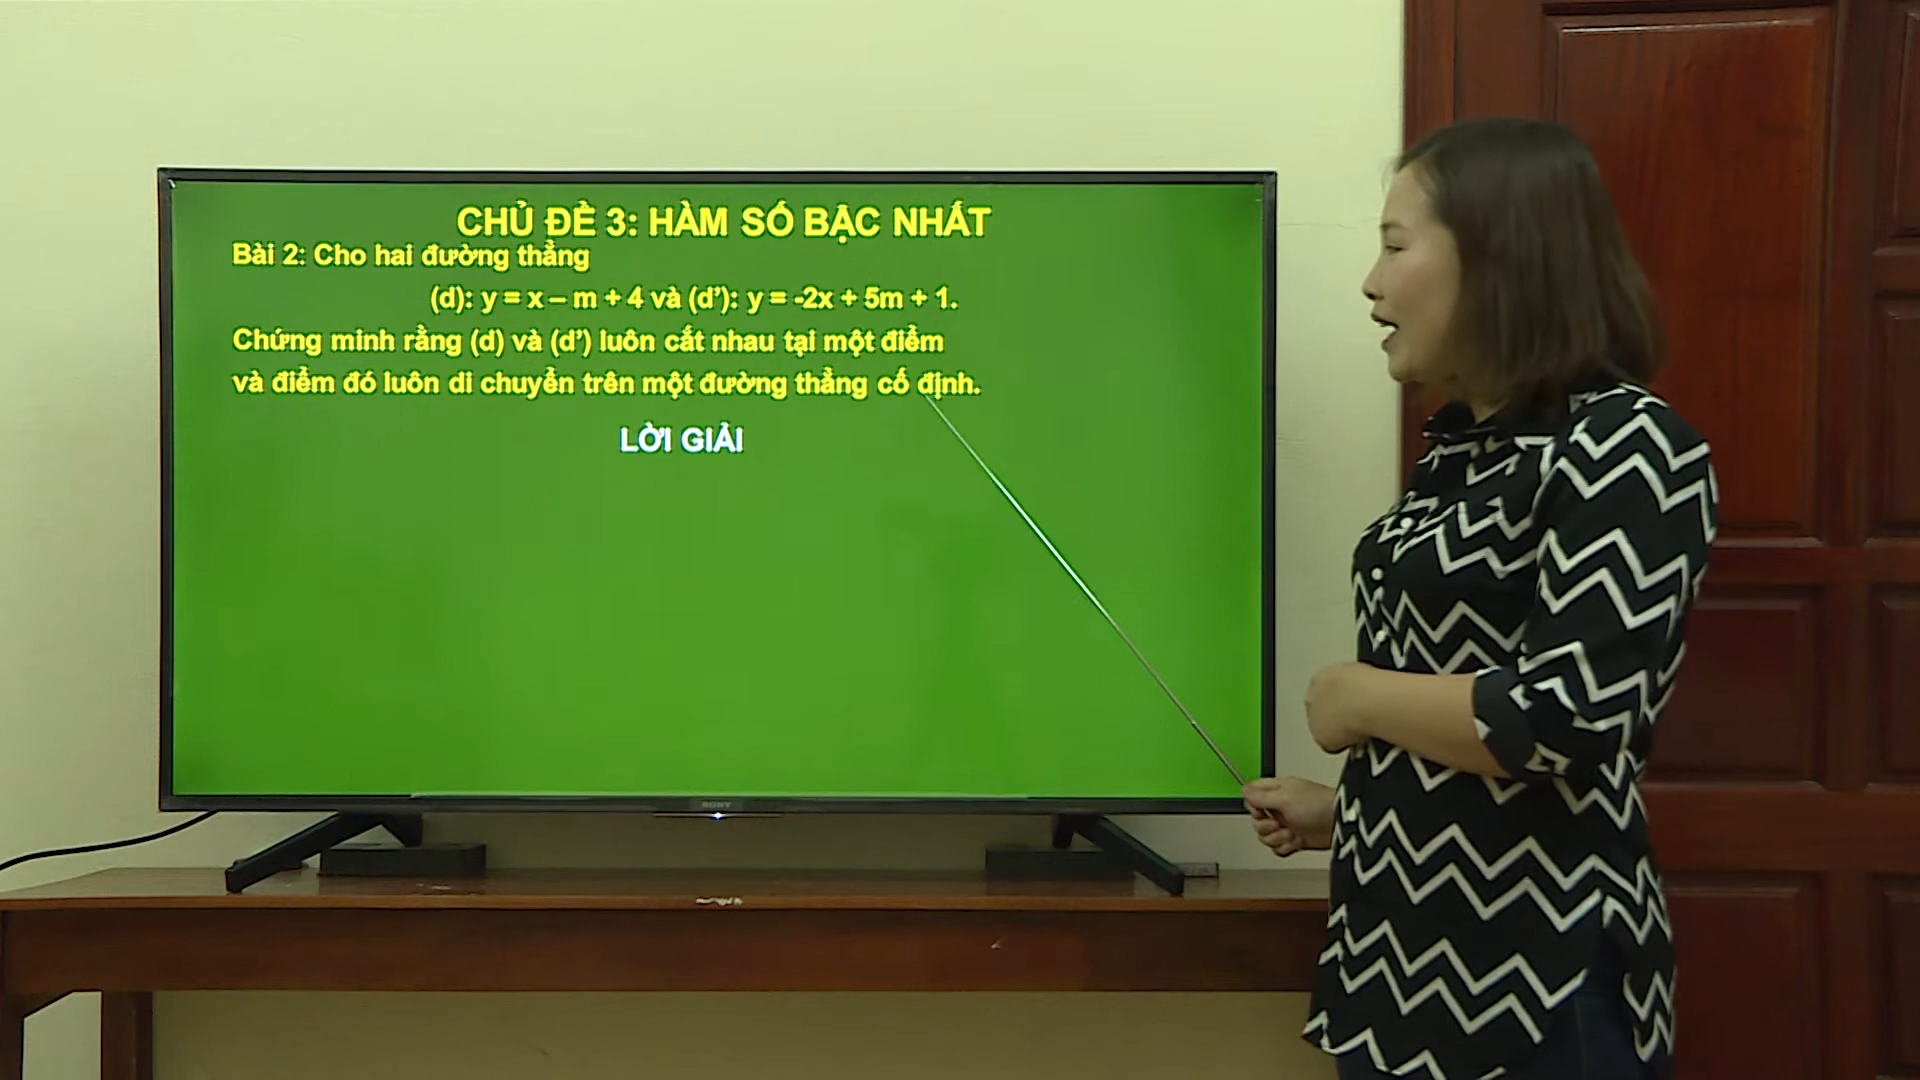 CHỦ ĐỀ 3: HÀM SỐ BẬC NHẤT
Bài 2: Cho hai đường thẳng
(d): y = x – m + 4 và (d’): y = -2x + 5m + 1.
Chứng minh rằng (d) và (d’) luôn cắt nhau tại một điểm
và điểm đó luôn di chuyển trên một đường thẳng cố định.
LỜI GIẢI
SONY